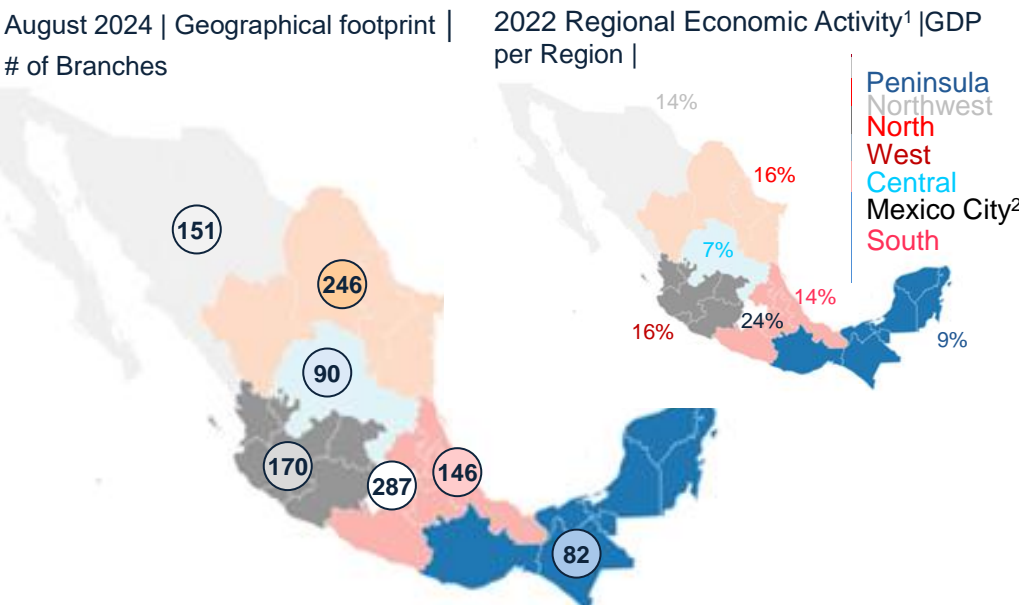 August 2024 | Geographical footprint |
# of Branches
151
246
90
170
287
146
82
2022 Regional Economic Activity¹ |GDP
per Region |
14%
16%
7%
14%
24%
16%
9%
Peninsula
Northwest
North
West
Central
Mexico City²
South